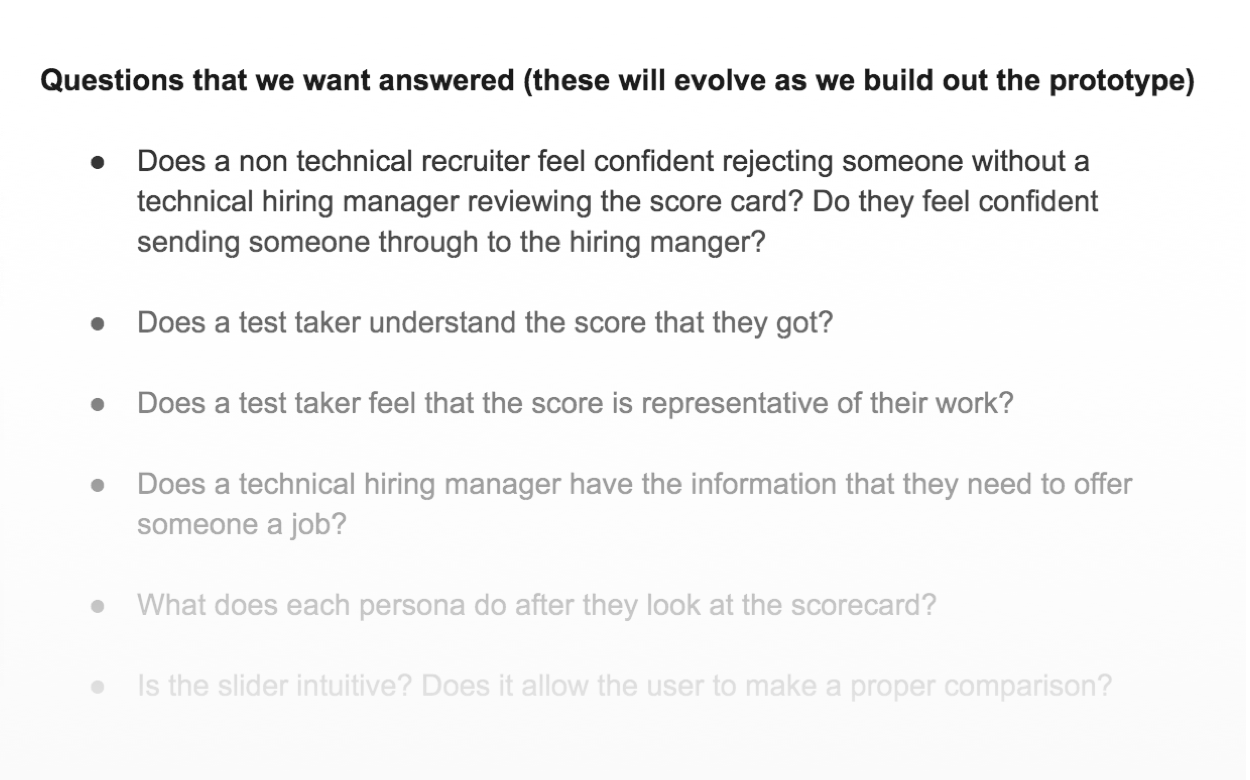 Questions that we want answered (these will evolve as we build out the prototype)
● Does a non technical recruiter feel confident rejecting someone without a
technical hiring manager reviewing the score card? Do they feel confident
sending someone through to the hiring manger?
● Does a test taker understand the score that they got?
● Does a test taker feel that the score is representative of their work?
● Does a technical hiring manager have the information that they need to offer
someone a job?
● What does each persona do after they look at the scorecard?
● Is the slider intuitive? Does it allow the user to make a proper comparison?